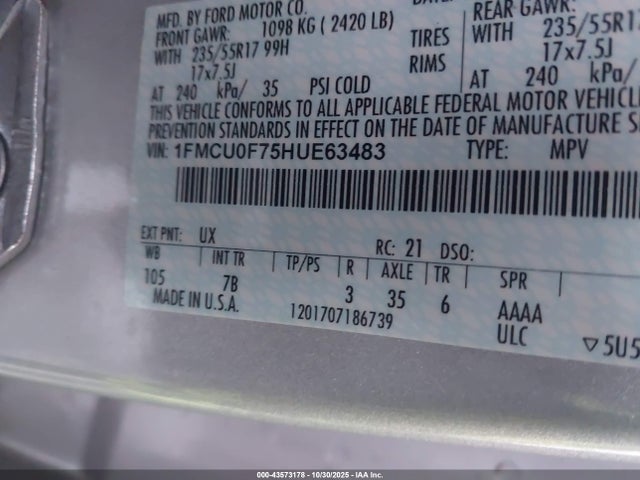 MFD. BY FORD MOTOR CO.
FRONT GAWR: 1098 KG ( 2420 LB)
WITH 235/55R17 99H TIRES
17x7.5J RIMS
AT 240 kPa/ 35 PSI COLD
REAR GAWR:
WITH 235/55R17
17x7.5J
AT 240 kPa/
THIS VEHICLE CONFORMS TO ALL APPLICABLE FEDERAL MOTOR VEHICLE
PREVENTION STANDARDS IN EFFECT ON THE DATE OF MANUFACTURE S
VIN: 1FMCU0F75HUE63483 TYPE: MPV
EXT PNT: UX RC: 21 DSO:
WB INT TR TP/PS R AXLE TR SPR
105 7B 3 35 6 AAAA
MADE IN U.S.A. 1201707186739 ULC ▽5U5
000-43573178 - 10/30/2025 - IAA Inc.